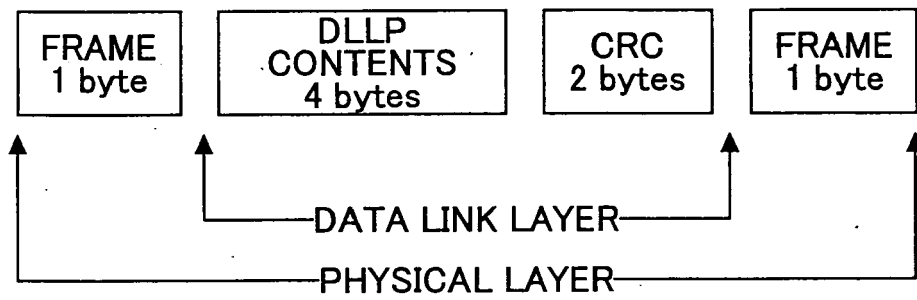 FRAME
1 byte
DLLP
CONTENTS
4 bytes
CRC
2 bytes
FRAME
1 byte
DATA LINK LAYER
PHYSICAL LAYER